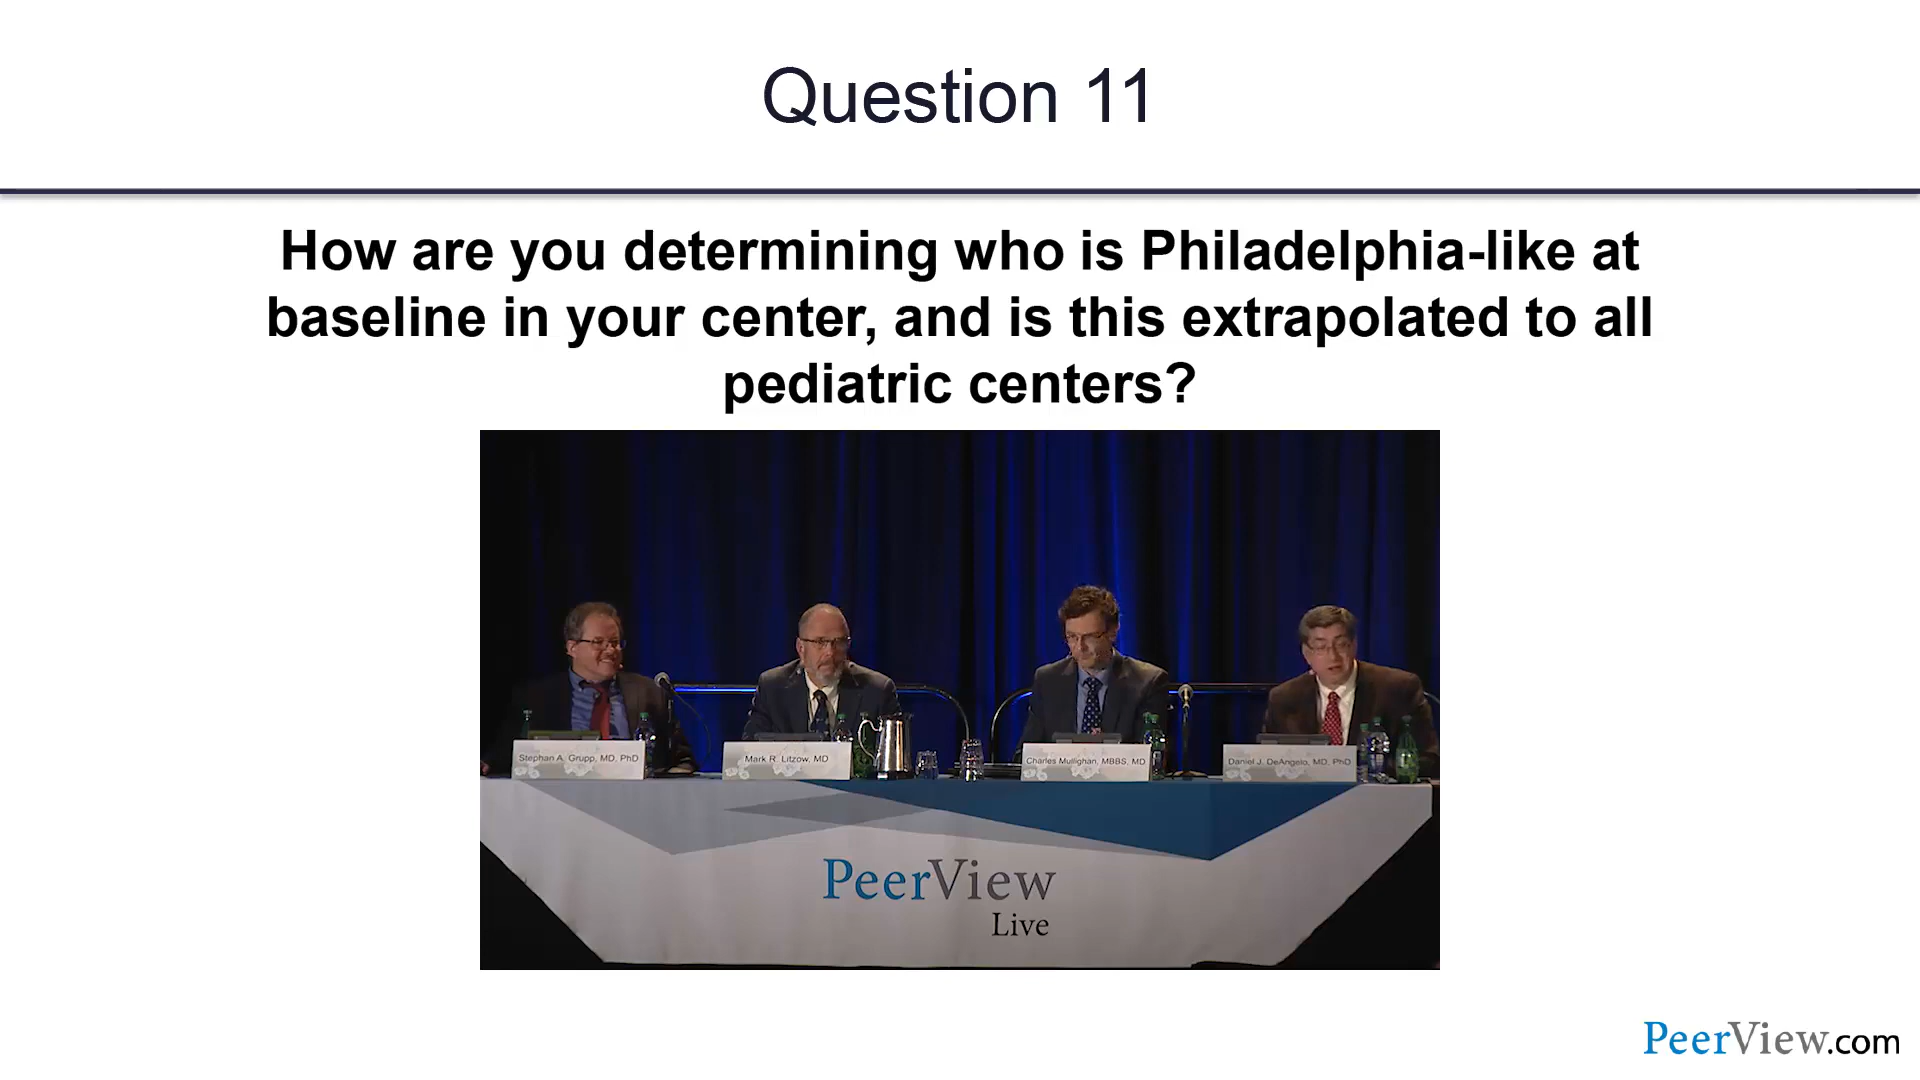 Question 11
How are you determining who is Philadelphia-like at
baseline in your center, and is this extrapolated to all
pediatric centers?
Stephan A. Grupp, MD, PhD
Mark R. Litzow, MD
Charles Mullighan, MBBS, MD
Daniel J. DeAngelo, MD, PhD
PeerView
Live
PeerView.com